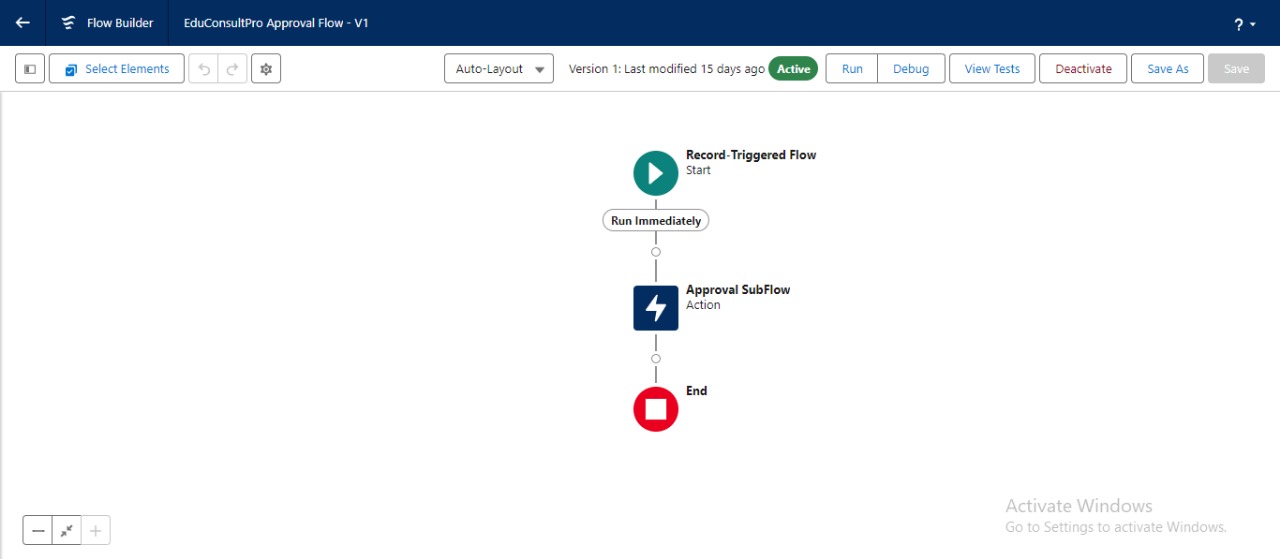 Flow Builder EduConsultPro Approval Flow - V1 ?
Select Elements Auto-Layout Version 1: Last modified 15 days ago Active Run Debug View Tests Deactivate Save As Save
Record-Triggered Flow
Start
Run Immediately
Approval SubFlow
Action
End
Activate Windows
Go to Settings to activate Windows.